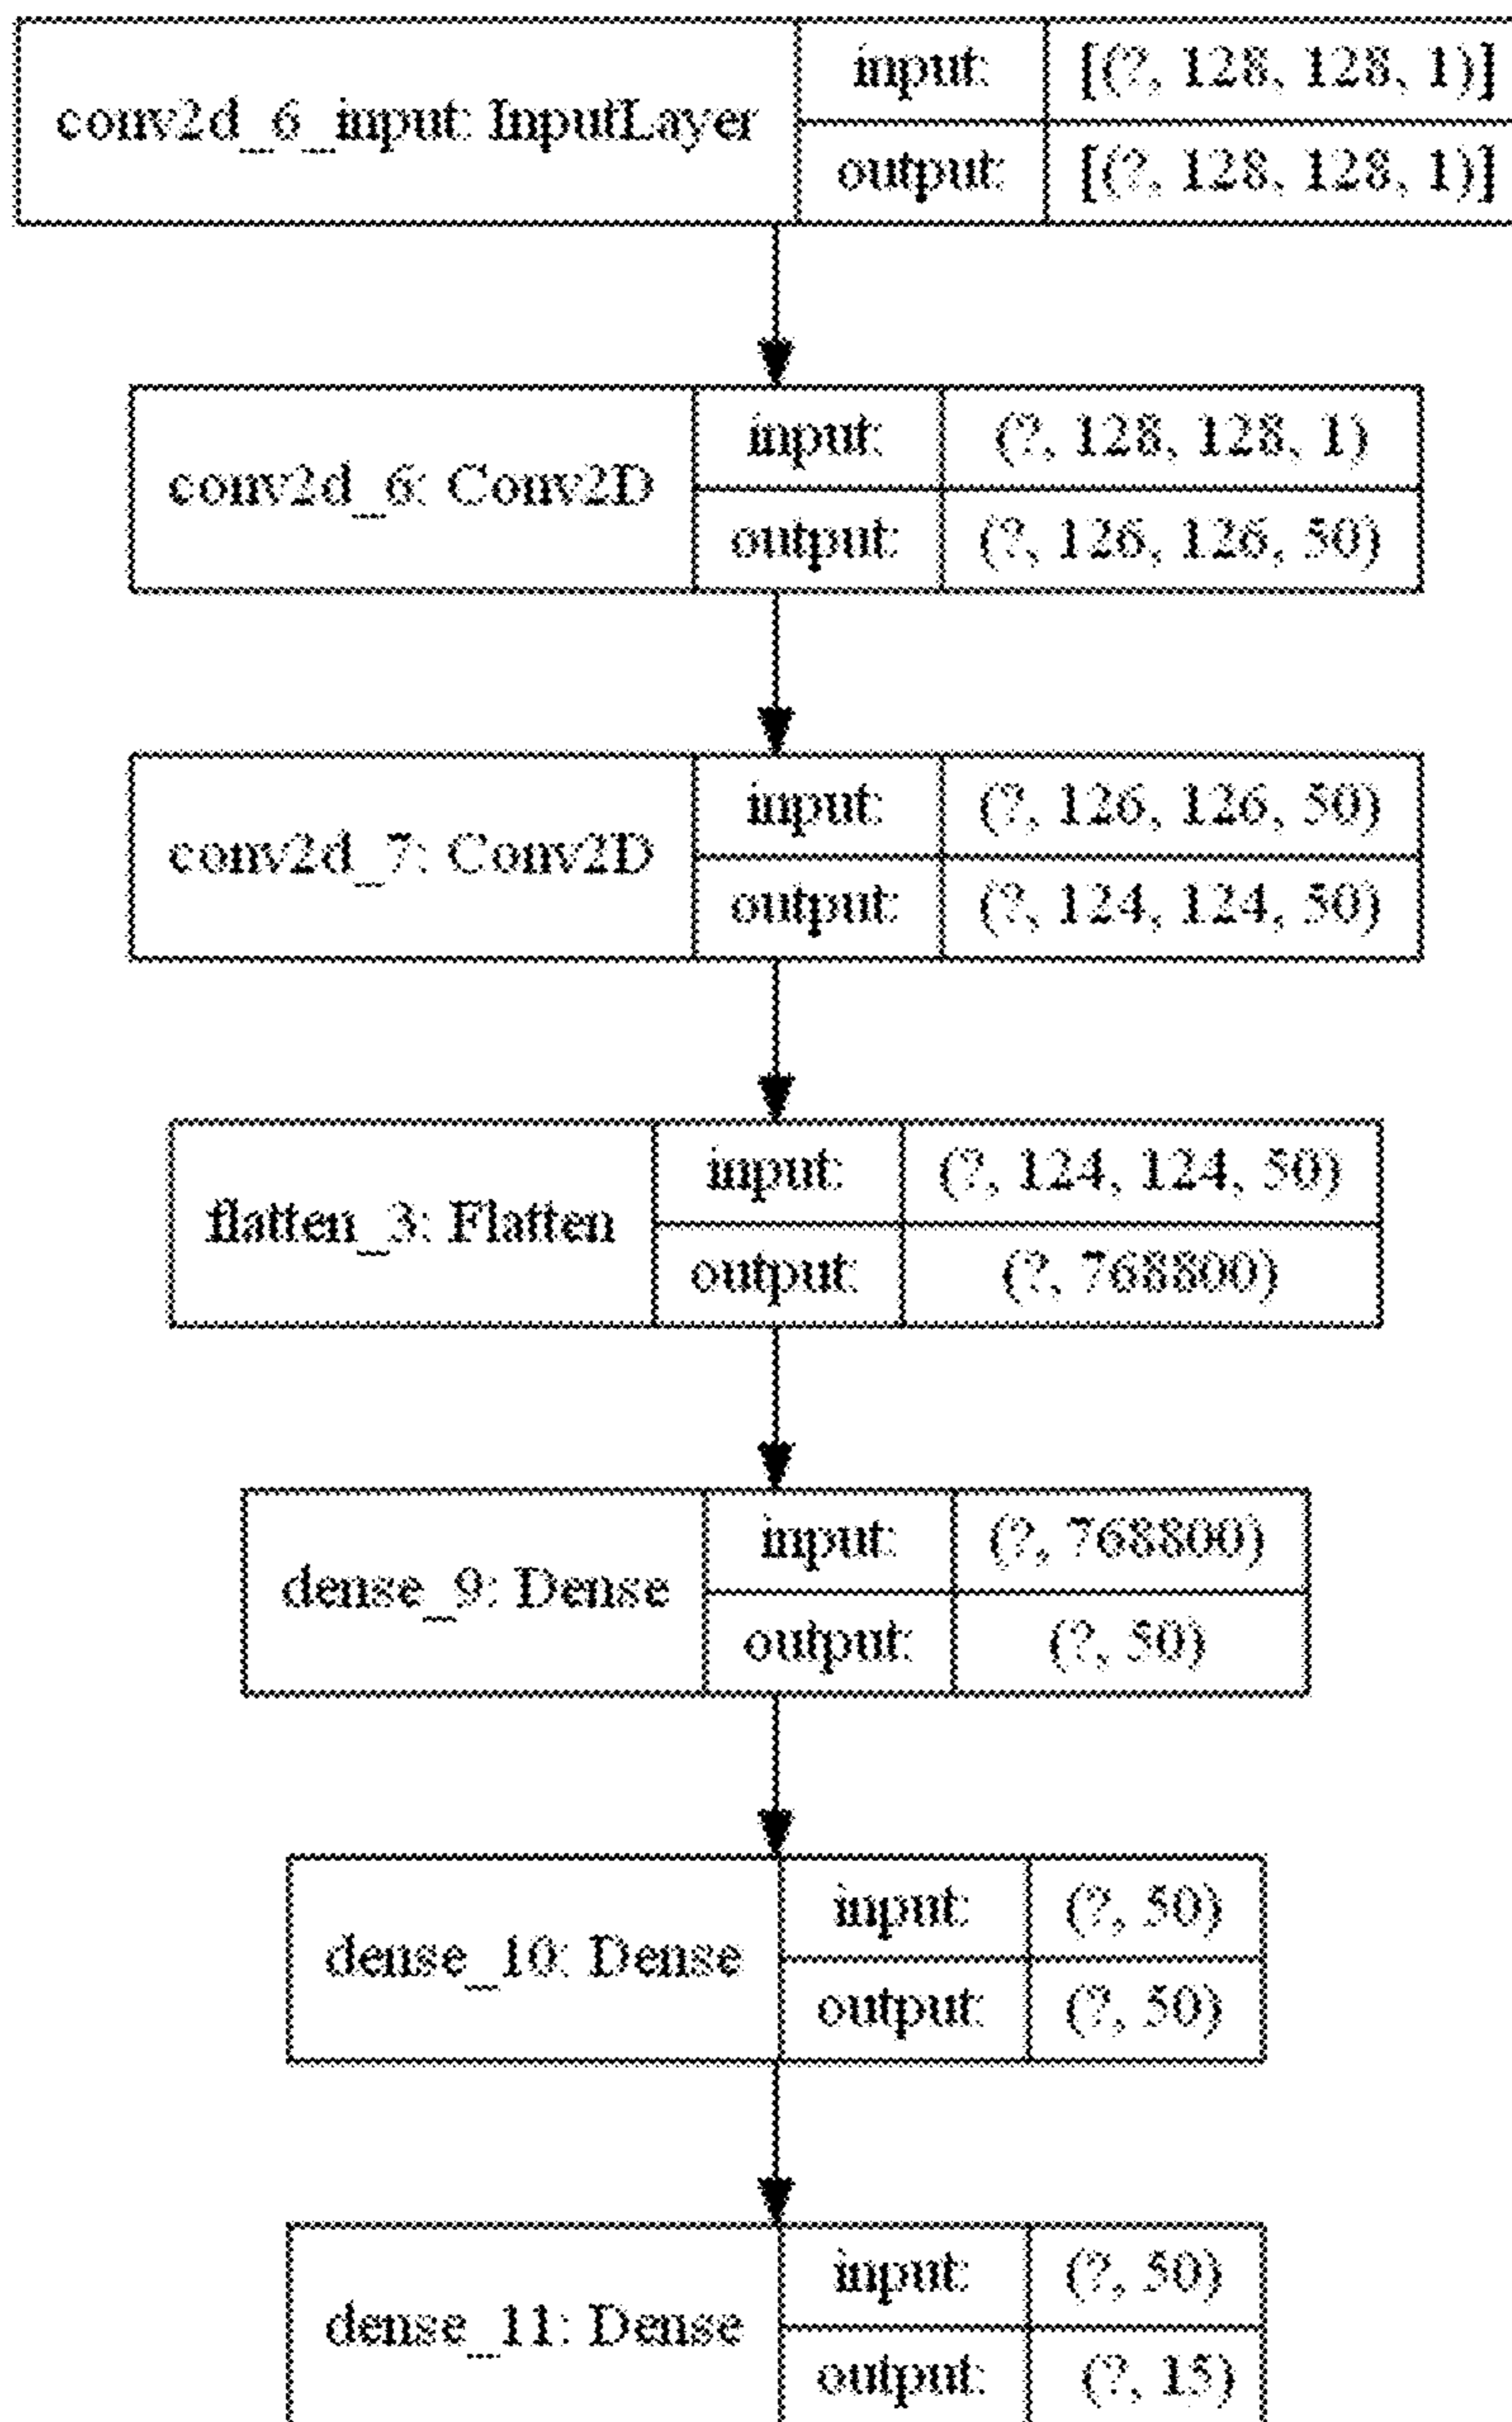 conv2d_6_input: InputLayer
input:
[(?, 128, 128, 1)]
output:
[(?, 128, 128, 1)]
conv2d_6: Conv2D
input:
(?, 128, 128, 1)
output:
(?, 126, 126, 50)
conv2d_7: Conv2D
input:
(?, 126, 126, 50)
output:
(?, 124, 124, 50)
flatten_3: Flatten
input:
(?, 124, 124, 50)
output:
(?, 768800)
dense_9: Dense
input:
(?, 768800)
output:
(?, 50)
dense_10: Dense
input:
(?, 50)
output:
(?, 50)
dense_11: Dense
input:
(?, 50)
output:
(?, 15)